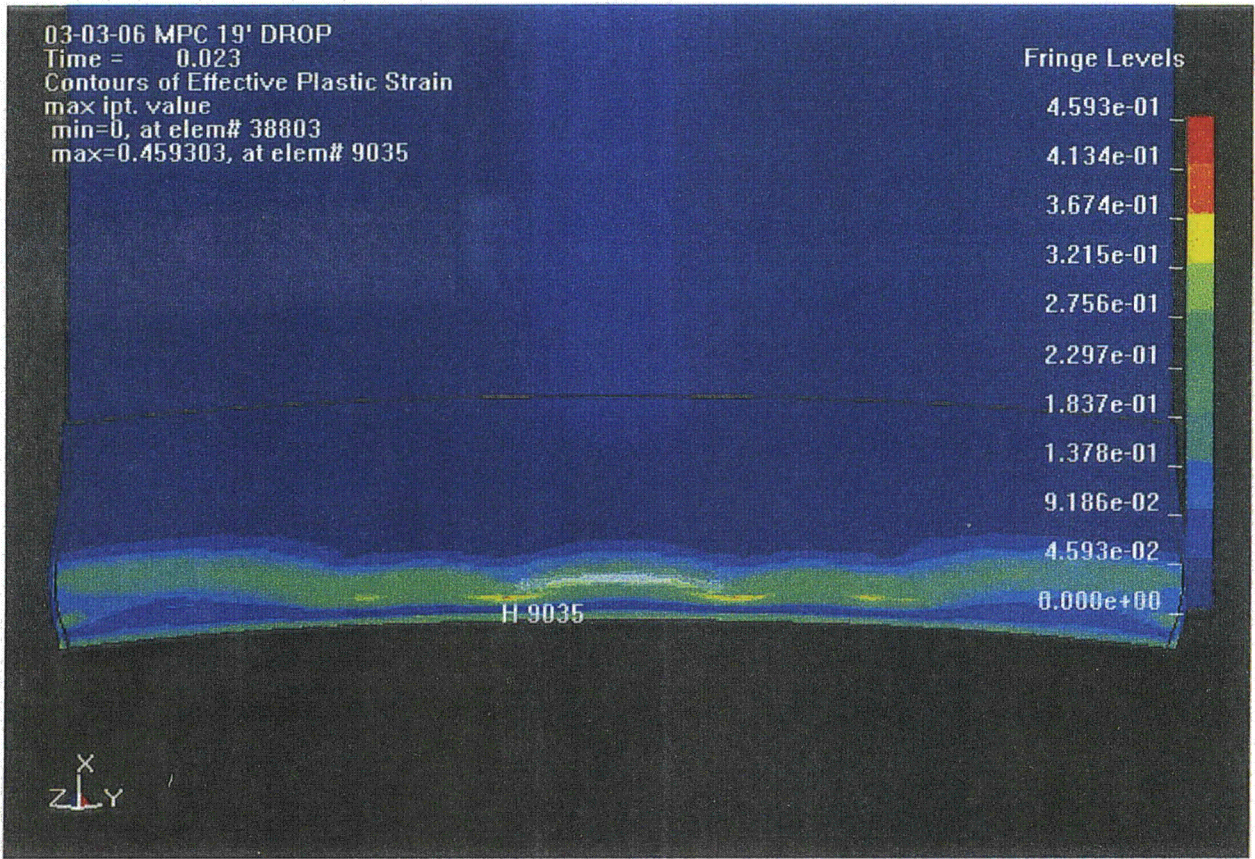 03-03-06 MPC 19' DROP
Time = 0.023
Contours of Effective Plastic Strain
max ipt. value
min=0, at elem# 38803
max=0.459303, at elem# 9035
Fringe Levels
4.593e-01
4.134e-01
3.674e-01
3.215e-01
2.756e-01
2.297e-01
1.837e-01
1.378e-01
9.186e-02
4.593e-02
0.000e+00
H 9035
X
Z Y